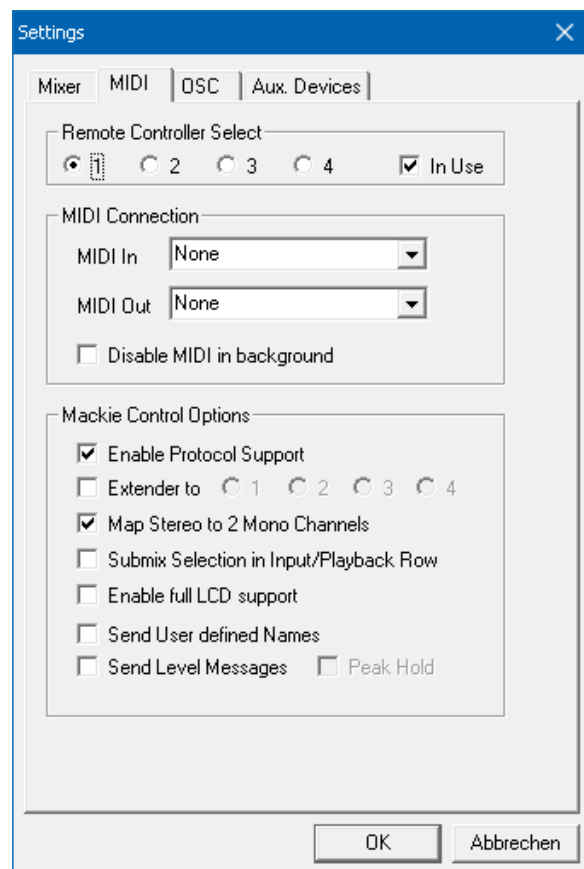 Settings
Mixer MIDI OSC Aux. Devices
Remote Controller Select
1 2 3 4 In Use
MIDI Connection
MIDI In None
MIDI Out None
Disable MIDI in background
Mackie Control Options
Enable Protocol Support
Extender to 1 2 3 4
Map Stereo to 2 Mono Channels
Submix Selection in Input/Playback Row
Enable full LCD support
Send User defined Names
Send Level Messages Peak Hold
OK Abbrechen